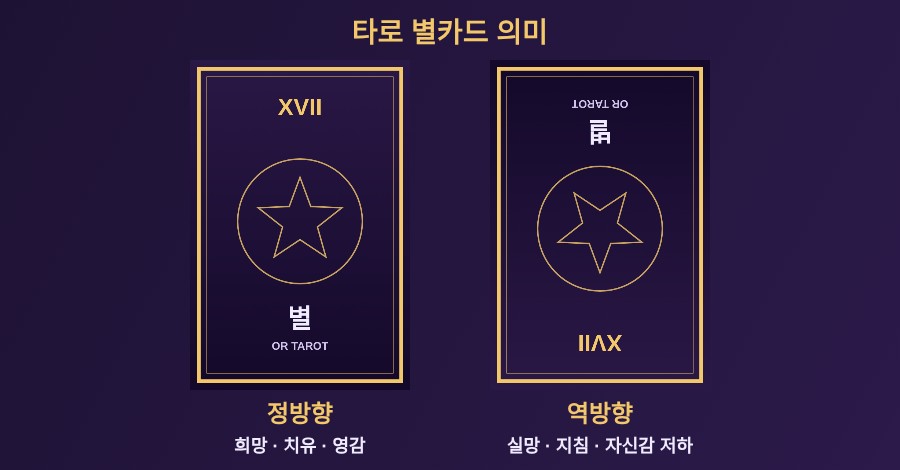 타로 별카드 의미
XVII
별
OR TAROT
정방향
희망 · 치유 · 영감
OR TAROT
별
XVII
역방향
실망 · 지침 · 자신감 저하